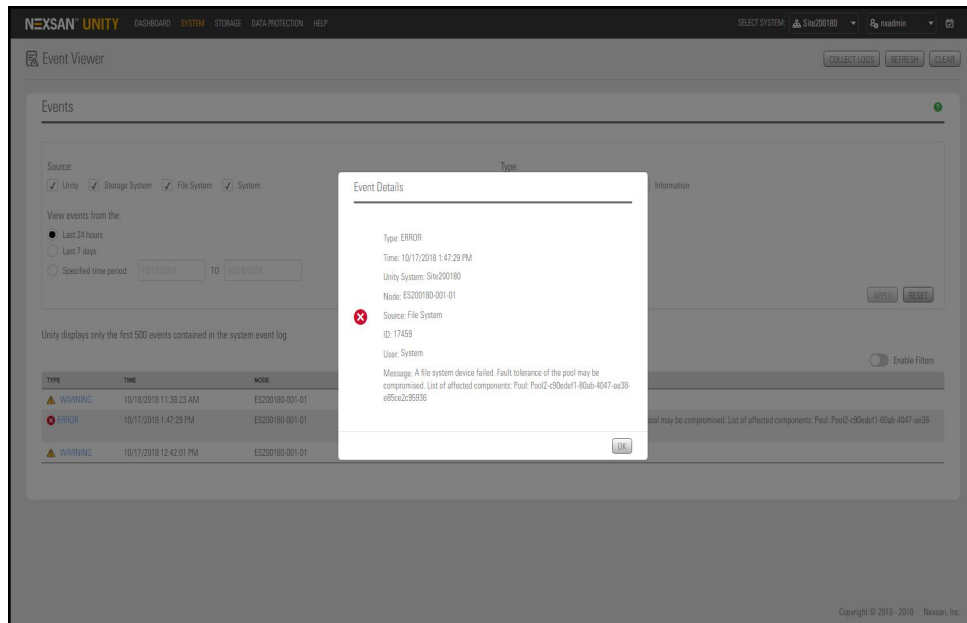 NEXSAN™ UNITY DASHBOARD SYSTEM STORAGE DATA PROTECTION HELP SELECT SYSTEM: Site200180 nxadmin
Event Viewer COLLECT LOGS REFRESH CLEAR
Events
Source: Type:
Unity Storage System File System System Information
View events from the:
Last 24 hours
Last 7 days
Specified time period TO 10/18/2018
APPLY RESET
Unity displays only the first 500 events contained in the system event log.
Enable Filters
TYPE TIME NODE
WARNING 10/18/2018 11:38:23 AM ES200180-001-01
ERROR 10/17/2018 1:47:29 PM ES200180-001-01 pool may be compromised. List of affected components: Pool: Pool2-c90edef1-80ab-4047-ae38-
WARNING 10/17/2018 12:42:01 PM ES200180-001-01
Event Details
Type: ERROR
Time: 10/17/2018 1:47:29 PM
Unity System: Site200180
Node: ES200180-001-01
Source: File System
ID: 17459
User: System
Message: A file system device failed. Fault tolerance of the pool may be
compromised. List of affected components: Pool: Pool2-c90edef1-80ab-4047-ae38-
e85ce2c95936
OK
Copyright © 2010 - 2018 Nexsan, Inc.